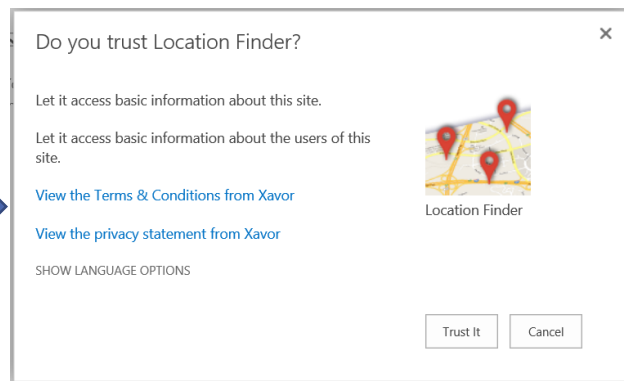 Do you trust Location Finder?
Let it access basic information about this site.
Let it access basic information about the users of this
site.
View the Terms & Conditions from Xavor
View the privacy statement from Xavor
SHOW LANGUAGE OPTIONS
Location Finder
Trust It
Cancel